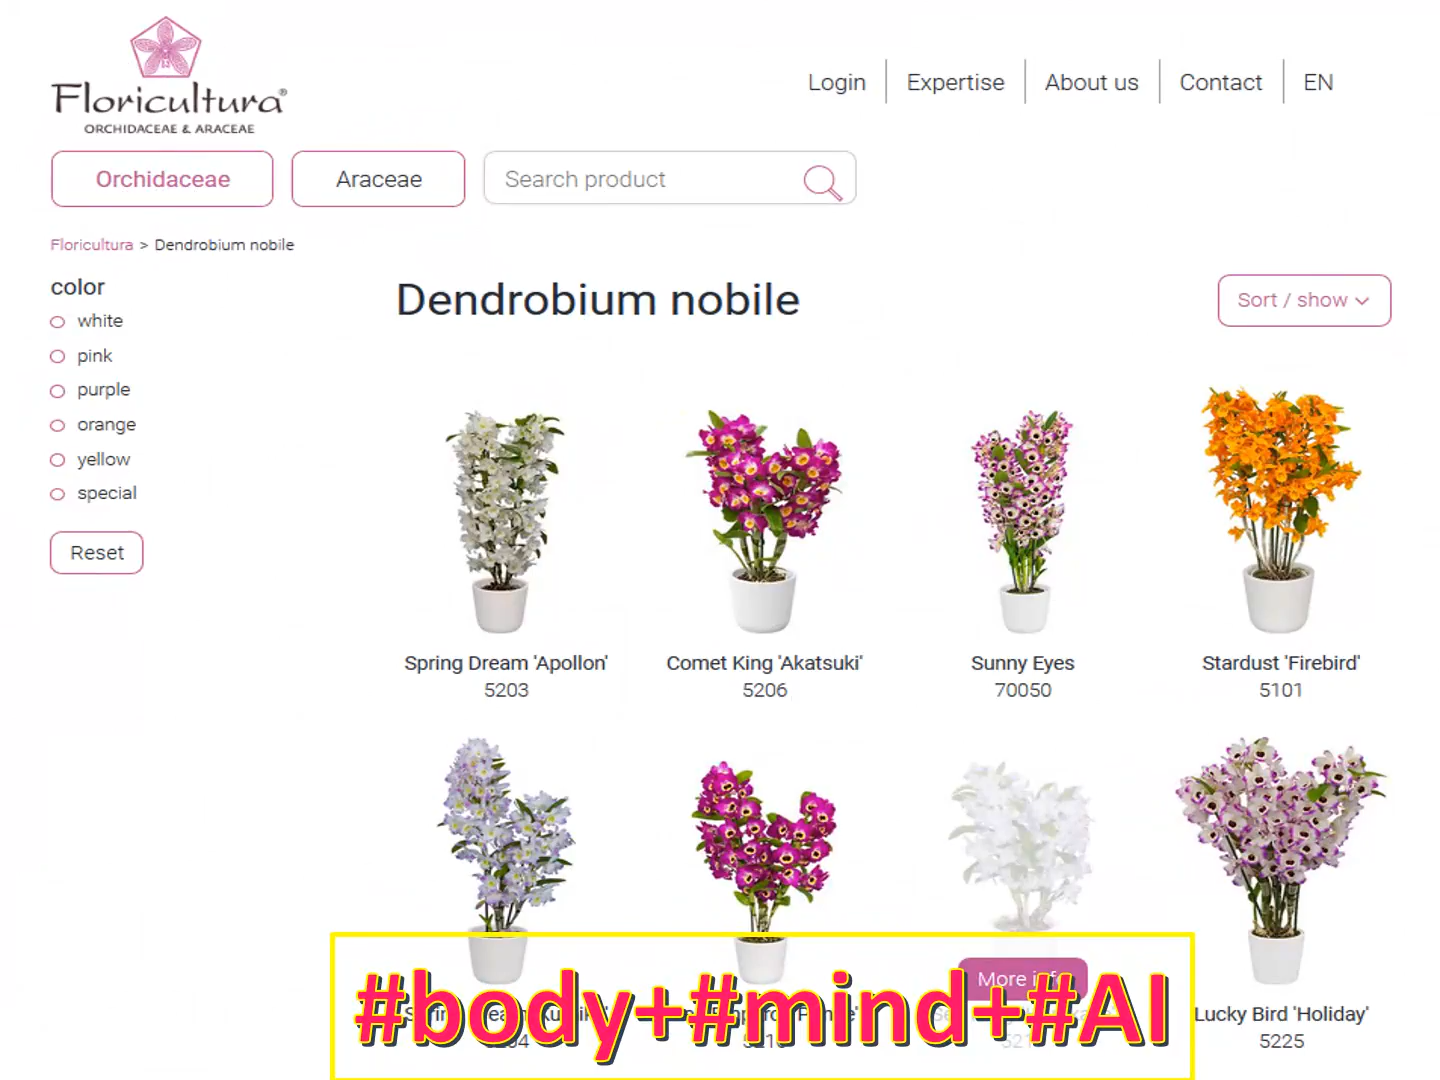 Floricultura®
ORCHIDACEAE & ARACEAE
Login
Expertise
About us
Contact
EN
Orchidaceae
Araceae
Search product
Floricultura > Dendrobium nobile
color
white
pink
purple
orange
yellow
special
Reset
Dendrobium nobile
Sort / show
Spring Dream 'Apollon'
5203
Comet King 'Akatsuki'
5206
Sunny Eyes
70050
Stardust 'Firebird'
5101
More info
#body+#mind+#AI
Lucky Bird 'Holiday'
5225